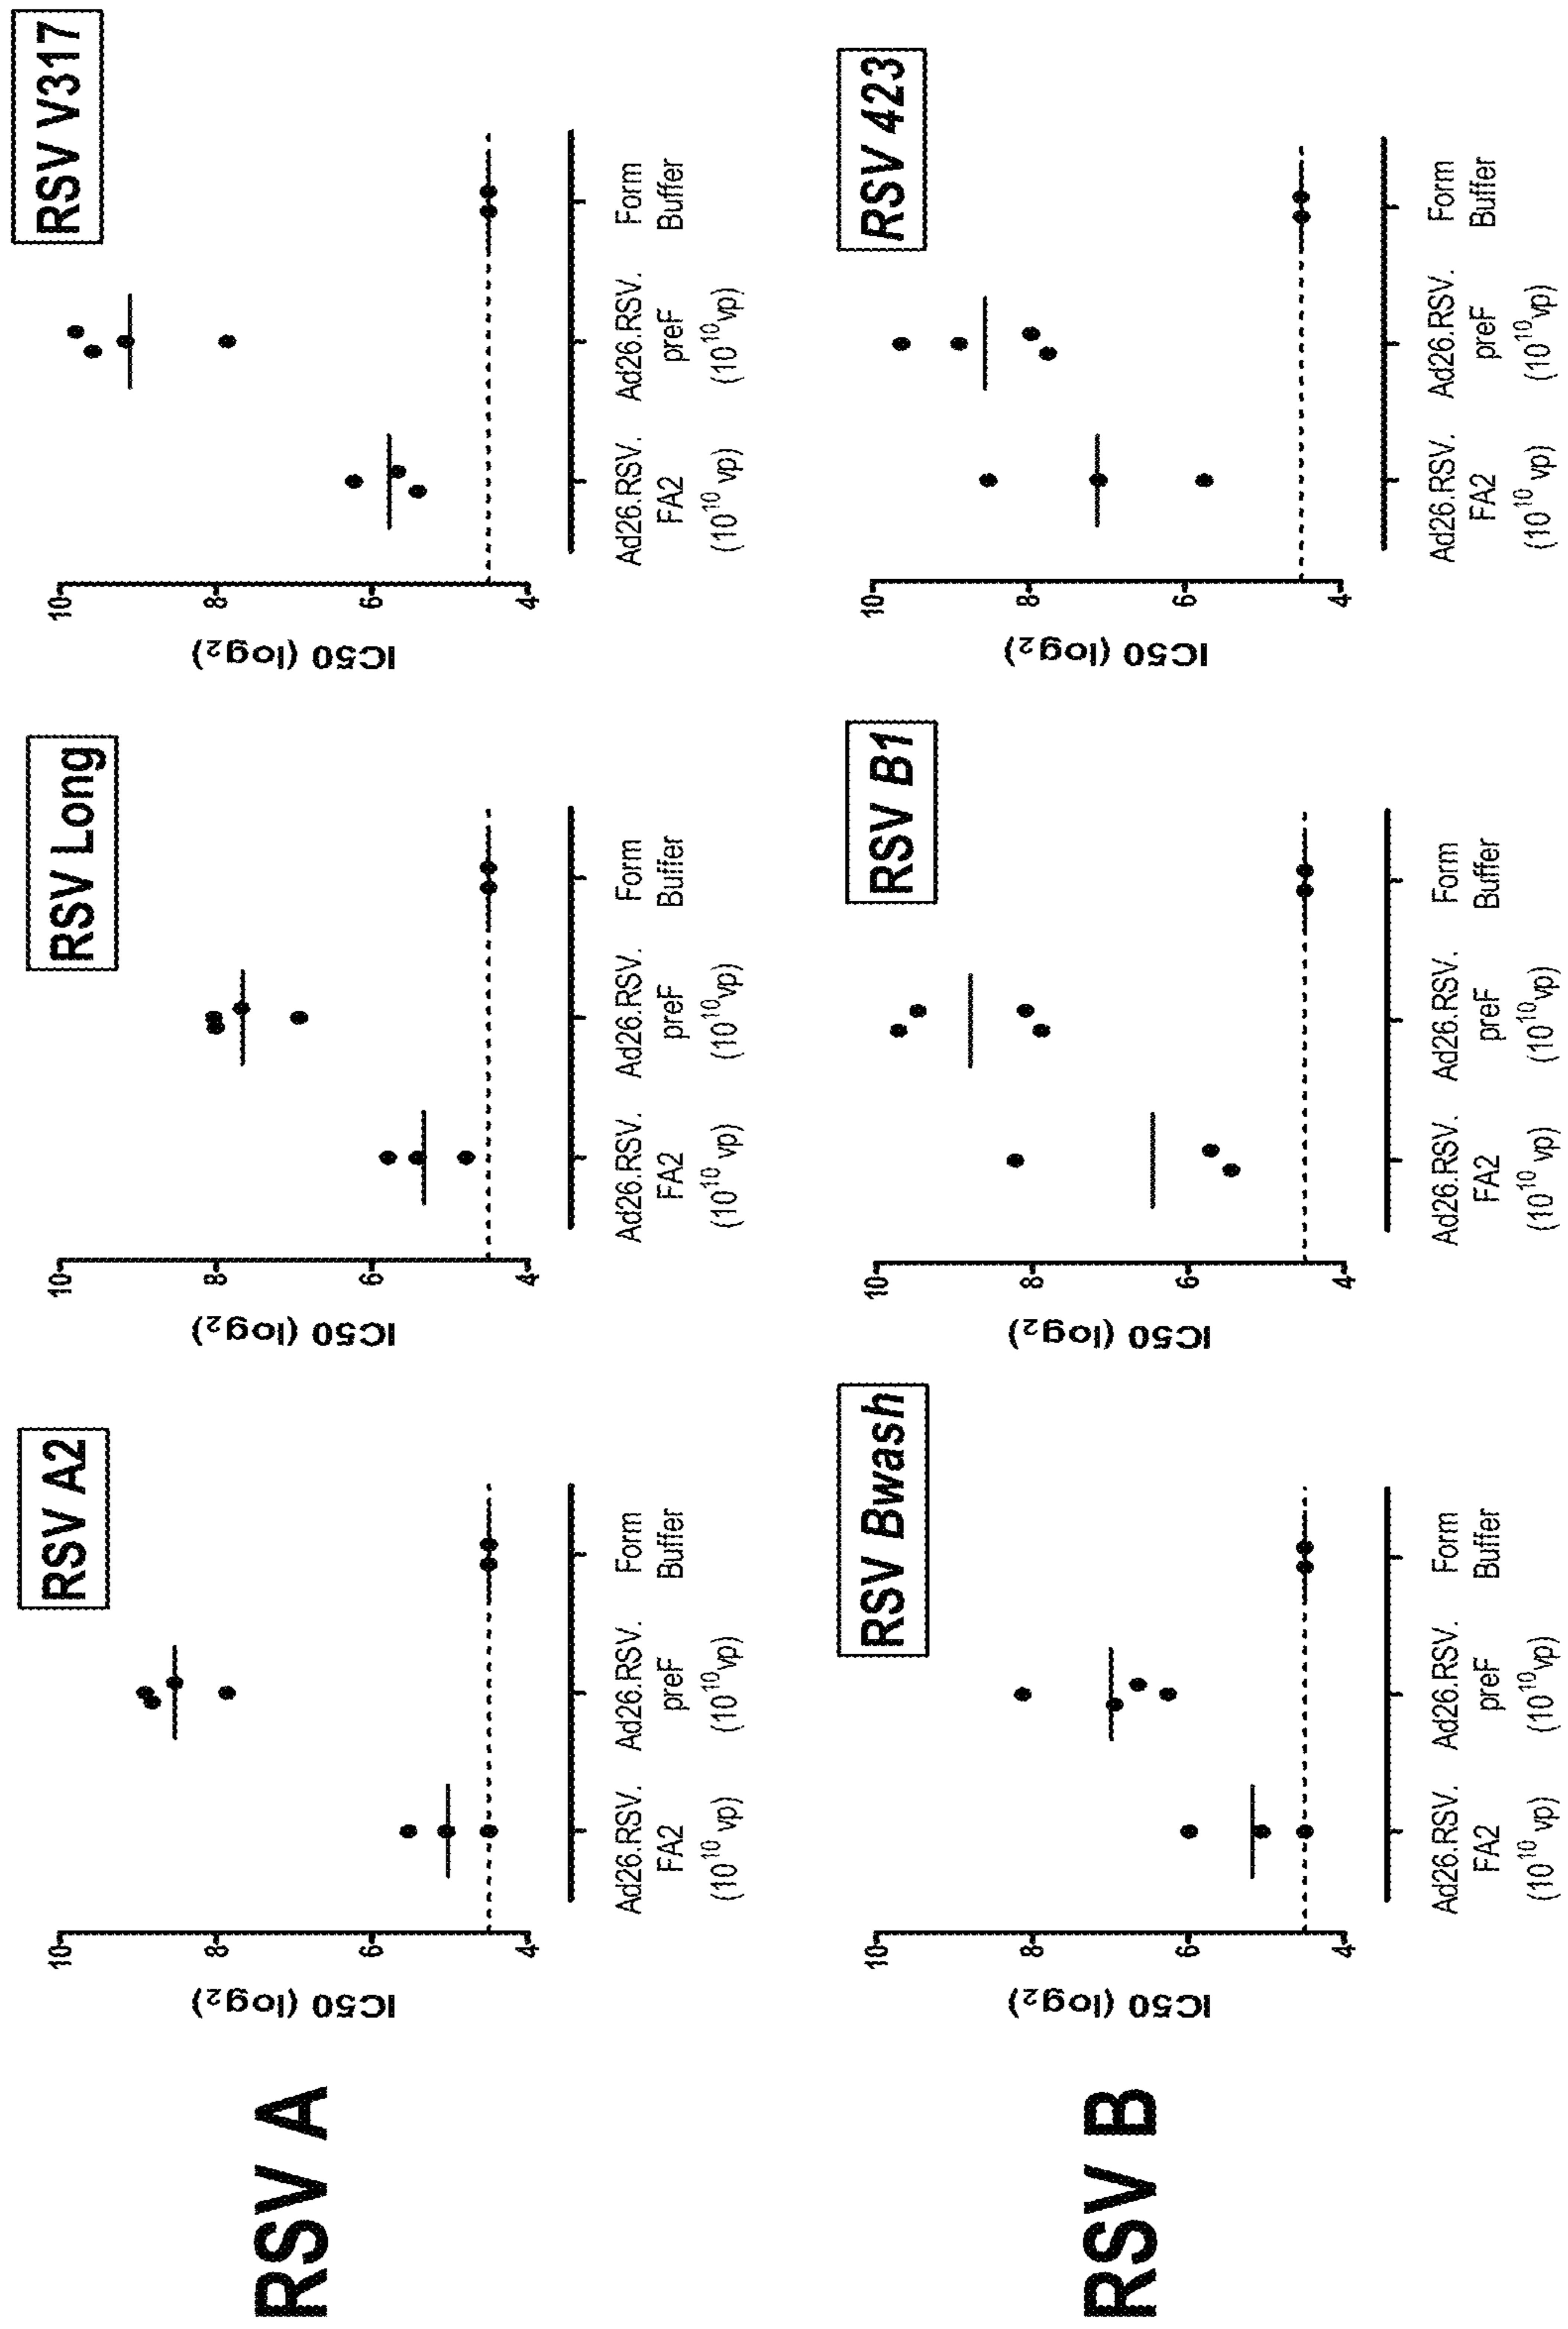 RSV A
RSV A2
IC50 (log2)
10
8
6
4
Ad26.RSV. Ad26.RSV. Form
FA2 preF Buffer
(10^10 vp) (10^10 vp)
RSV Long
IC50 (log2)
10
8
6
4
Ad26.RSV. Ad26.RSV. Form
FA2 preF Buffer
(10^10 vp) (10^10 vp)
RSV V317
IC50 (log2)
10
8
6
4
Ad26.RSV. Ad26.RSV. Form
FA2 preF Buffer
(10^10 vp) (10^10 vp)
RSV B
RSV Bwash
IC50 (log2)
10
8
6
4
Ad26.RSV. Ad26.RSV. Form
FA2 preF Buffer
(10^10 vp) (10^10 vp)
RSV B1
IC50 (log2)
10
8
6
4
Ad26.RSV. Ad26.RSV. Form
FA2 preF Buffer
(10^10 vp) (10^10 vp)
RSV 423
IC50 (log2)
10
8
6
4
Ad26.RSV. Ad26.RSV. Form
FA2 preF Buffer
(10^10 vp) (10^10 vp)